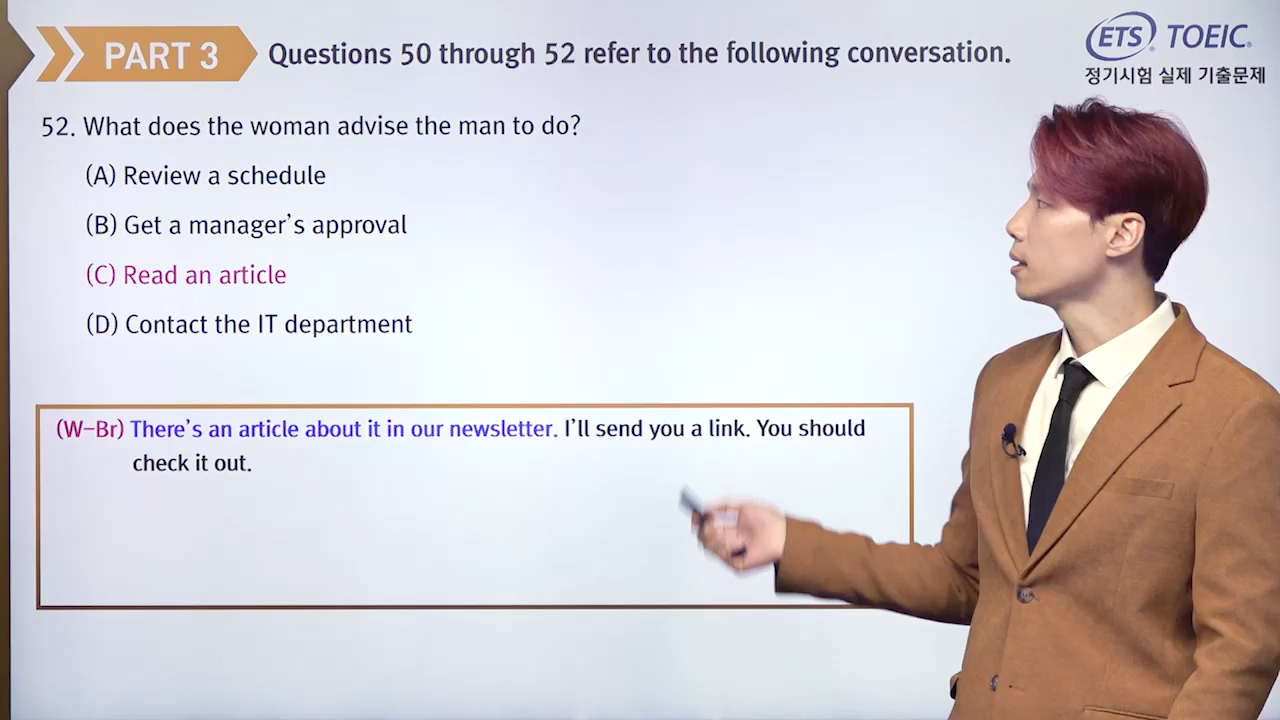 PART 3
Questions 50 through 52 refer to the following conversation.
ETS® TOEIC®
정기시험 실제 기출문제
52. What does the woman advise the man to do?
(A) Review a schedule
(B) Get a manager's approval
(C) Read an article
(D) Contact the IT department
(W-Br) There's an article about it in our newsletter. I'll send you a link. You should
check it out.